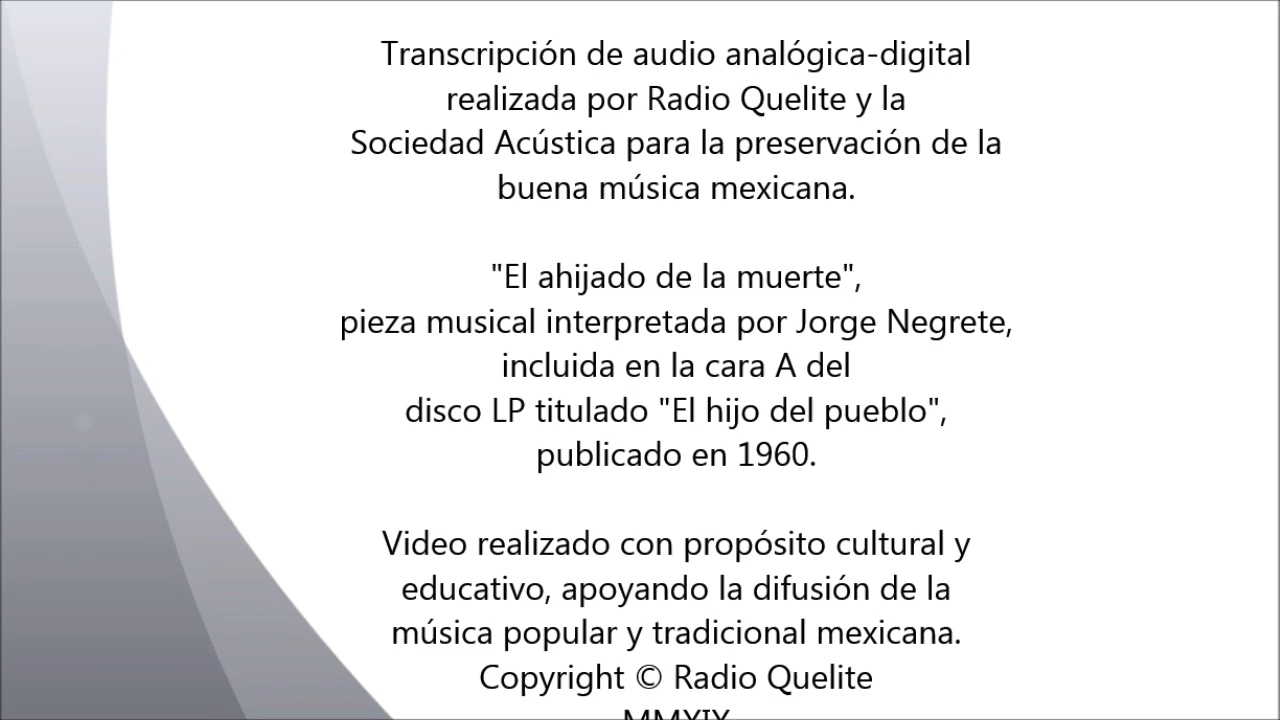 Transcripción de audio analógica-digital
realizada por Radio Quelite y la
Sociedad Acústica para la preservación de la
buena música mexicana.
"El ahijado de la muerte",
pieza musical interpretada por Jorge Negrete,
incluida en la cara A del
disco LP titulado "El hijo del pueblo",
publicado en 1960.
Video realizado con propósito cultural y
educativo, apoyando la difusión de la
música popular y tradicional mexicana.
Copyright © Radio Quelite
MMXIX